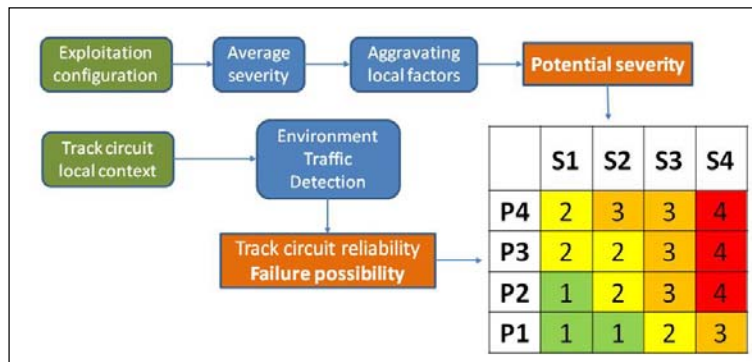 Exploitation
configuration
Average
severity
Aggravating
local factors
Potential severity
Track circuit
local context
Environment
Traffic
Detection
Track circuit reliability
Failure possibility
S1 S2 S3 S4
P4 2 3 3 4
P3 2 2 3 4
P2 1 2 3 4
P1 1 1 2 3